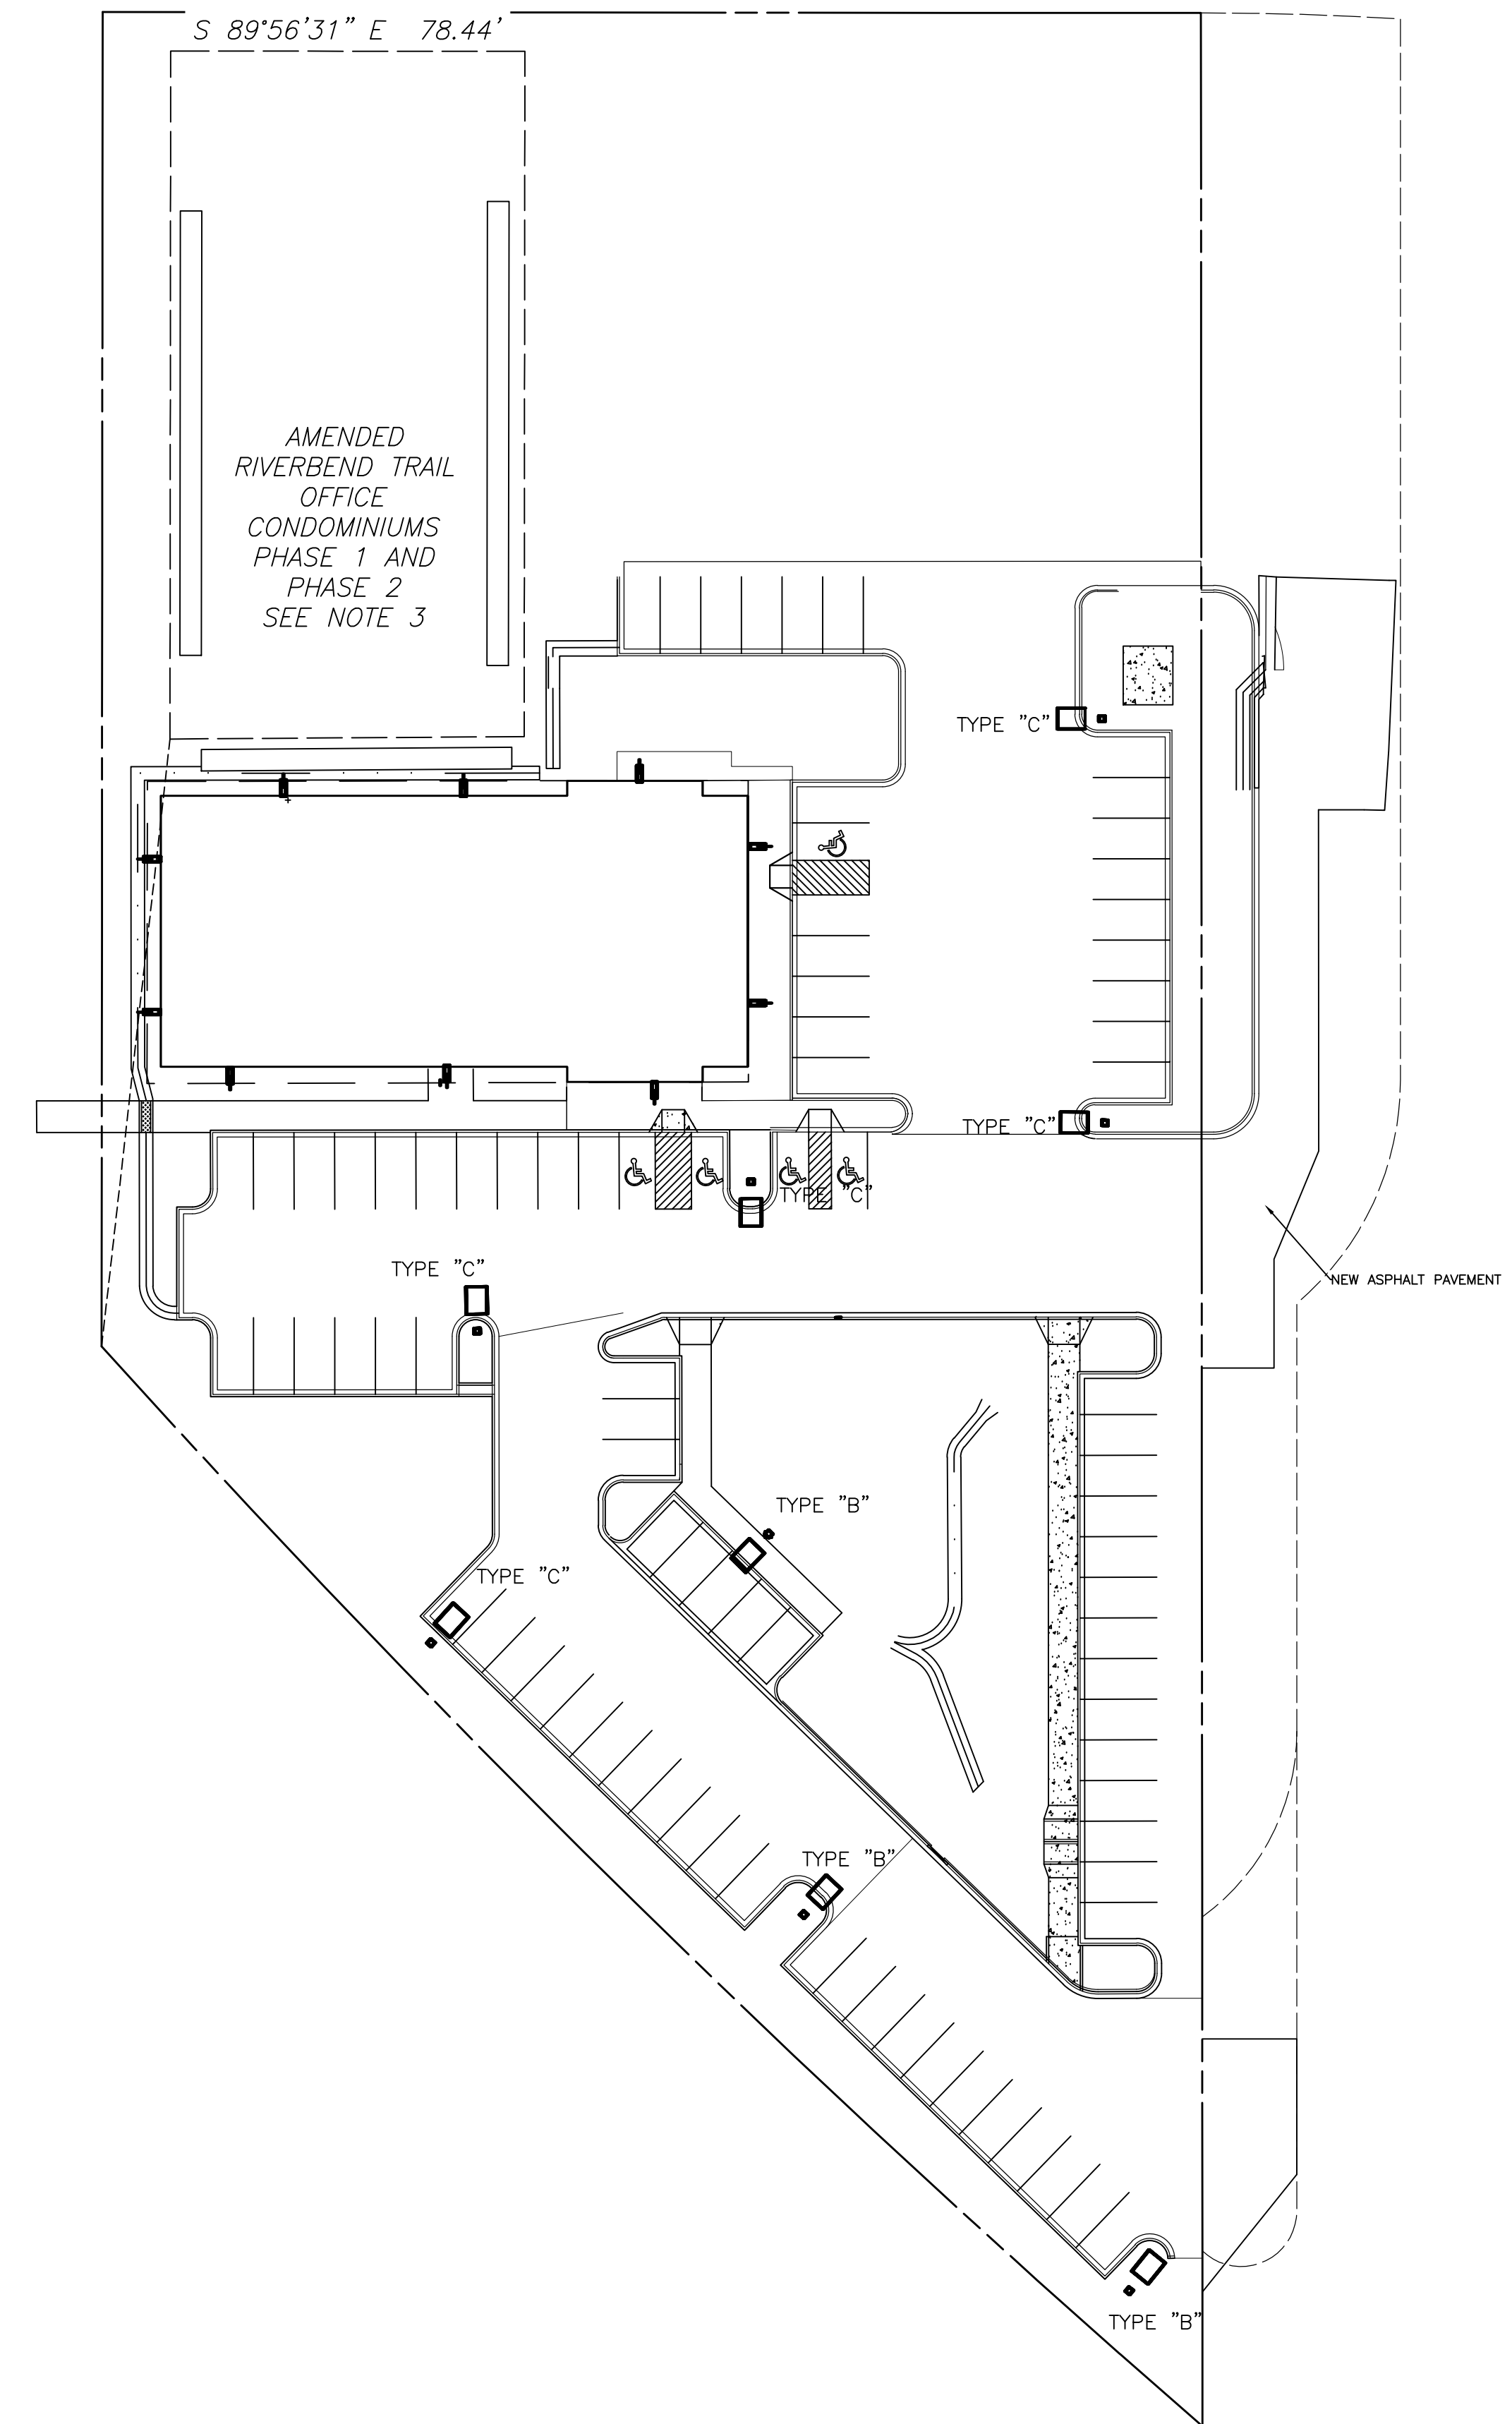 S 89°56'31" E 78.44'
AMENDED
RIVERBEND TRAIL
OFFICE
CONDOMINIUMS
PHASE 1 AND
PHASE 2
SEE NOTE 3
TYPE "C"
TYPE "C"
TYPE "C"
TYPE "C"
NEW ASPHALT PAVEMENT
TYPE "B"
TYPE "C"
TYPE "B"
TYPE "B"